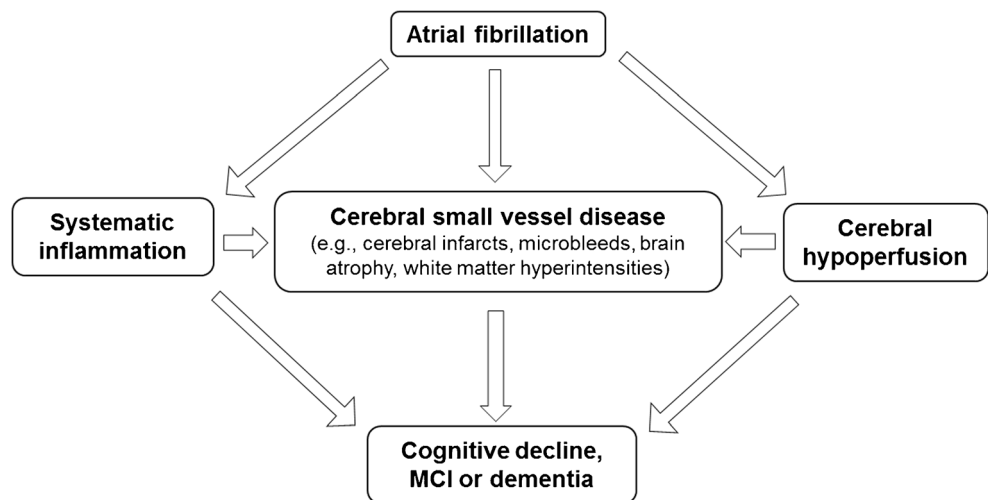 Atrial fibrillation
Systematic
inflammation
Cerebral small vessel disease
(e.g., cerebral infarcts, microbleeds, brain
atrophy, white matter hyperintensities)
Cerebral
hypoperfusion
Cognitive decline,
MCI or dementia